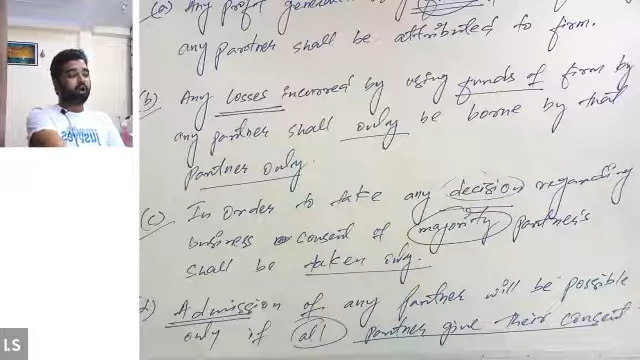 (a) Any profit generated by
any partner shall be attributed to firm.
(b) Any losses incurred by using funds of firm by
any partner shall only be borne by that
partner only.
(c) In order to take any decision regarding
business consent of majority partners
shall be taken only.
(d) Admission of any partner will be possible
only if all partner give their consent
I.S